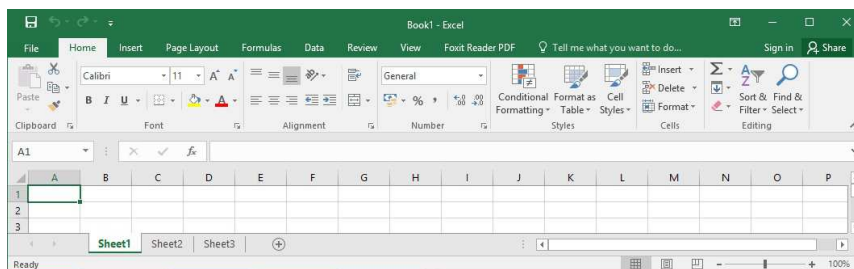 Book1 - Excel
File Home Insert Page Layout Formulas Data Review View Foxit Reader PDF Tell me what you want to do... Sign in Share
Calibri 11 A A General Insert Σ A Z
Paste B I U A % , Conditional Format as Cell Delete Sort & Find &
Formatting Table Styles Format Filter Select
Clipboard Font Alignment Number Styles Cells Editing
A1 fx
A B C D E F G H I J K L M N O P
1
2
3
Sheet1 Sheet2 Sheet3
Ready 100%